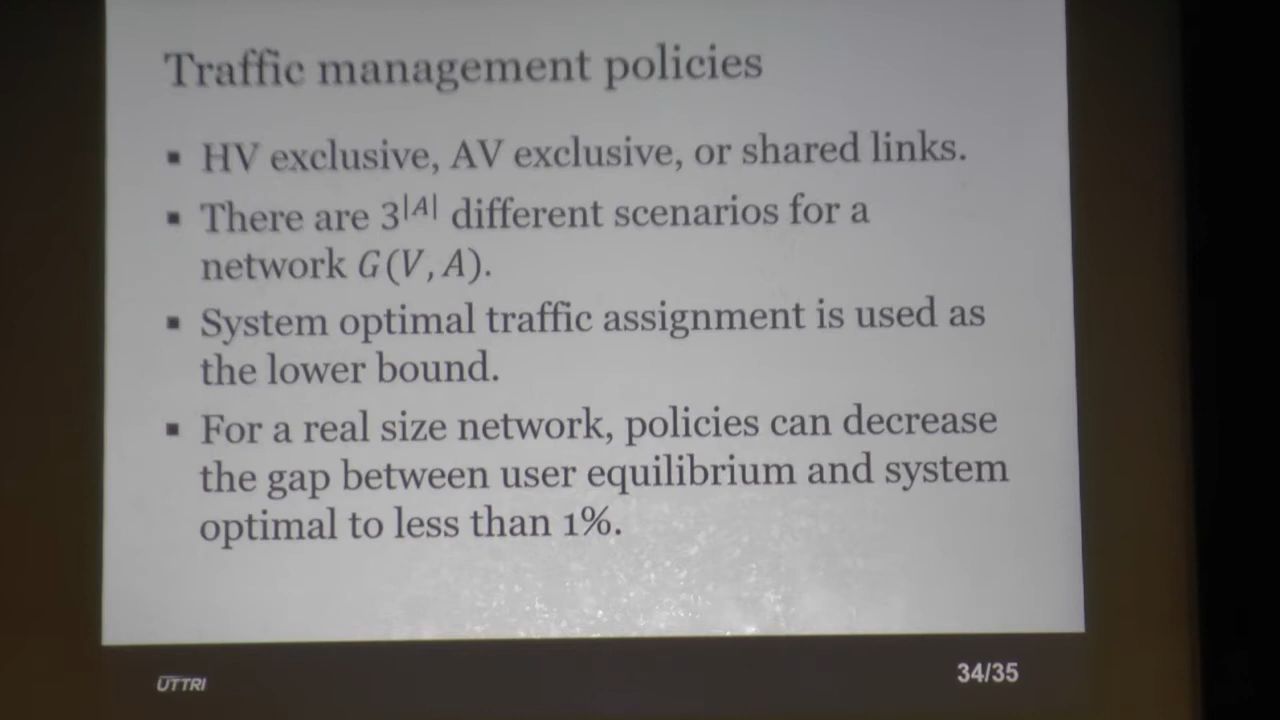 Traffic management policies
▪ HV exclusive, AV exclusive, or shared links.
▪ There are 3^|A| different scenarios for a
network G(V, A).
▪ System optimal traffic assignment is used as
the lower bound.
▪ For a real size network, policies can decrease
the gap between user equilibrium and system
optimal to less than 1%.
UTTRI
34/35